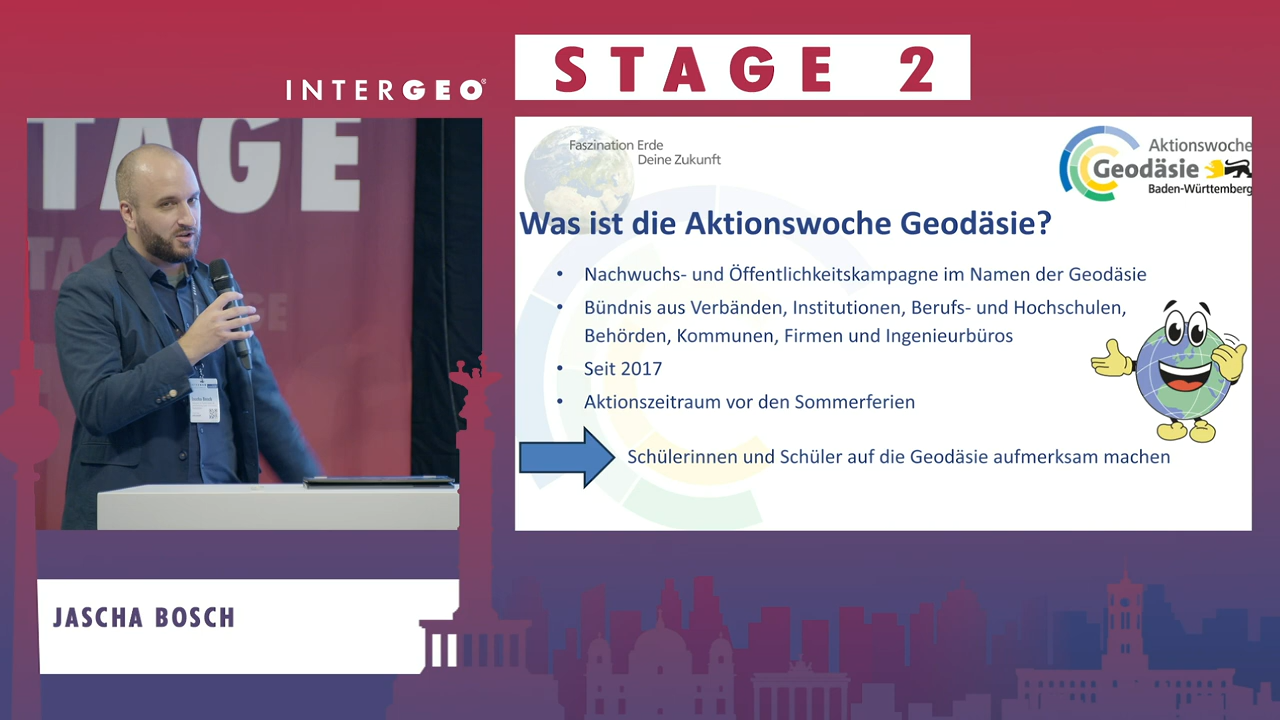 INTERGEO®
STAGE 2
TAGE
Faszination Erde
Deine Zukunft
Aktionswoche
Geodäsie
Baden-Württemberg
Was ist die Aktionswoche Geodäsie?
• Nachwuchs- und Öffentlichkeitskampagne im Namen der Geodäsie
• Bündnis aus Verbänden, Institutionen, Berufs- und Hochschulen,
Behörden, Kommunen, Firmen und Ingenieurbüros
• Seit 2017
• Aktionszeitraum vor den Sommerferien
Schülerinnen und Schüler auf die Geodäsie aufmerksam machen
JASCHA BOSCH